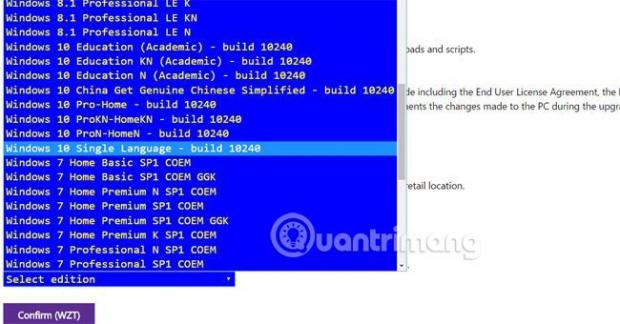 Windows 8.1 Professional LE K
Windows 8.1 Professional LE KN
Windows 8.1 Professional LE N
Windows 10 Education (Academic) - build 10240
Windows 10 Education KN (Academic) - build 10240
Windows 10 Education N (Academic) - build 10240
Windows 10 China Get Genuine Chinese Simplified - build 10240
Windows 10 Pro-Home - build 10240
Windows 10 ProKN-HomeKN - build 10240
Windows 10 ProN-HomeN - build 10240
Windows 10 Single Language - build 10240
Windows 7 Home Basic SP1 COEM
Windows 7 Home Basic SP1 COEM GGK
Windows 7 Home Premium N SP1 COEM
Windows 7 Home Premium SP1 COEM
Windows 7 Home Premium SP1 COEM GGK
Windows 7 Home Premium K SP1 COEM
Windows 7 Professional N SP1 COEM
Windows 7 Professional SP1 COEM
Select edition
Confirm (WZT)
and scripts.
including the End User License Agreement, the
the changes made to the PC during the
retail location.
Quantrimang